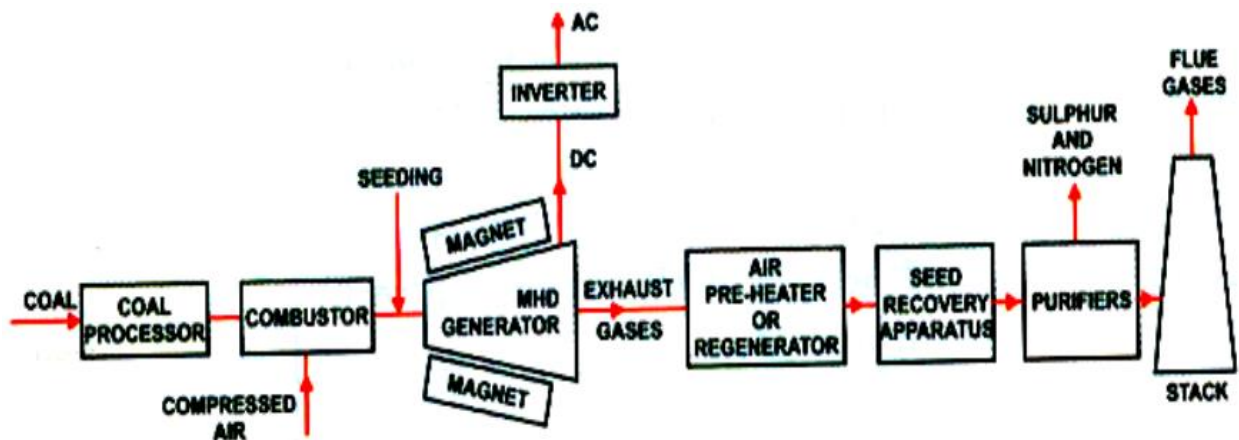 AC
INVERTER
DC
FLUE
GASES
SULPHUR
AND
NITROGEN
SEEDING
MAGNET
COAL
COAL
PROCESSOR
COMBUSTOR
MHD
GENERATOR
EXHAUST
GASES
AIR
PRE-HEATER
OR
REGENERATOR
SEED
RECOVERY
APPARATUS
PURIFIERS
MAGNET
COMPRESSED
AIR
STACK